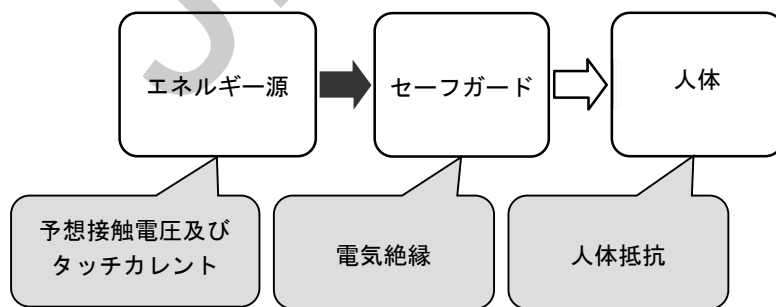 エネルギー源
セーフガード
人体
予想接触電圧及び
タッチカレント
電気絶縁
人体抵抗